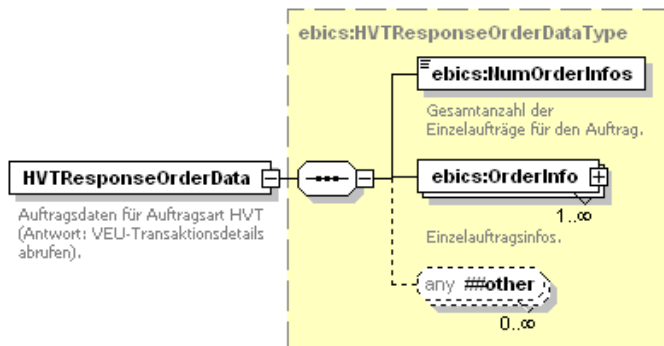 ebics:HVTResponseOrderDataType
ebics:NumOrderInfos
Gesamtanzahl der
Einzelaufträge für den Auftrag.
HVTResponseOrderData
Auftragsdaten für Auftragsart HVT
(Antwort: VEU-Transaktionsdetails
abrufen).
ebics:OrderInfo
1..∞
Einzelauftragsinfos.
any ##other
0..∞